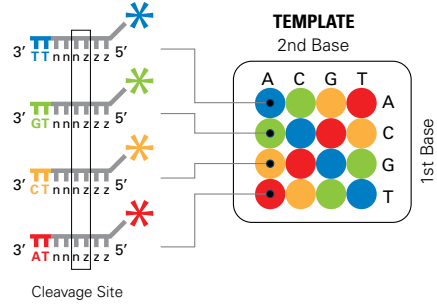 TEMPLATE
2nd Base
A C G T
A
C
G
T
1st Base
3′ TT n n n z z z 5′
3′ GT n n n z z z 5′
3′ CT n n n z z z 5′
3′ AT n n n z z z 5′
Cleavage Site